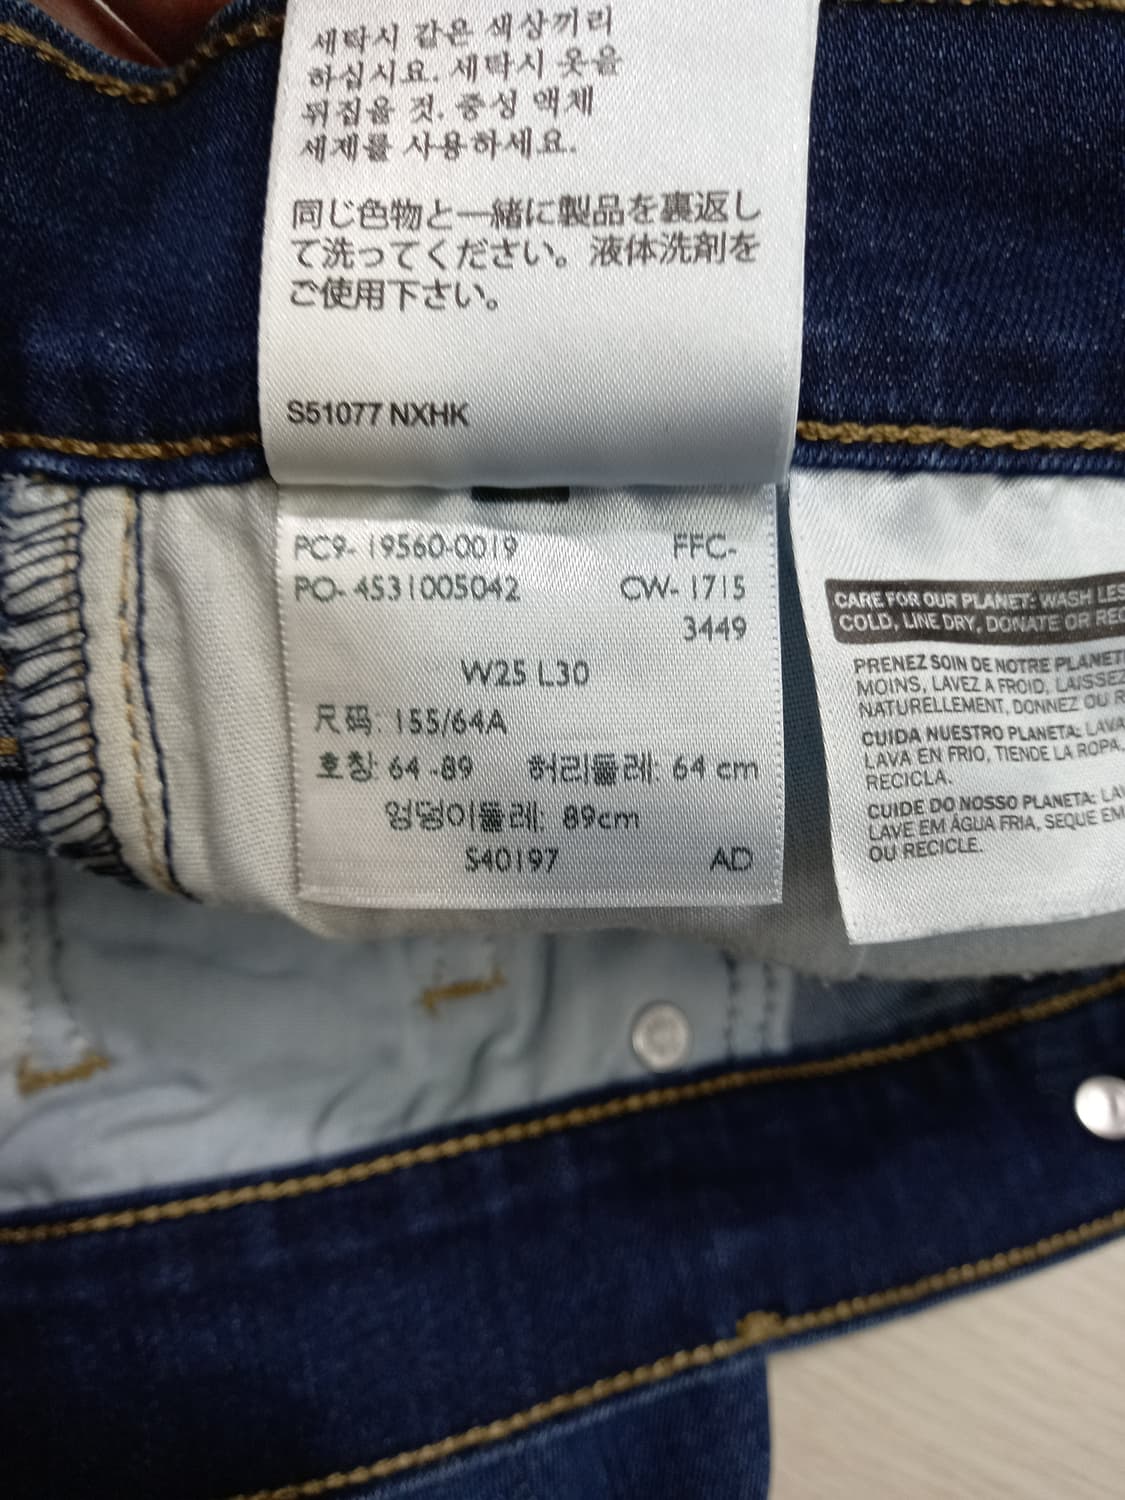 세탁시 같은 색상끼리
하십시요. 세탁시 옷을
뒤집을 것. 중성 액체
세제를 사용하세요.
同じ色物と一緒に製品を裏返し
て洗ってください。液体洗剤を
ご使用下さい。
S51077 NXHK
PC9- 19560-0019 FFC-
PO- 4531005042 CW- 1715
3449
W25 L30
尺码: 155/64A
호칭: 64 -89 허리둘레: 64 cm
엉덩이둘레: 89cm
S40197 AD
CARE FOR OUR PLANET: WASH LES
COLD, LINE DRY, DONATE OR REC
PRENEZ SOIN DE NOTRE PLANET
MOINS, LAVEZ A FROID, LAISSEZ
NATURELLEMENT, DONNEZ OU R
CUIDA NUESTRO PLANETA: LAVA
LAVA EN FRIO, TIENDE LA ROPA,
RECICLA.
CUIDE DO NOSSO PLANETA: LA
LAVE EM ÁGUA FRIA, SEQUE EM
OU RECICLE.